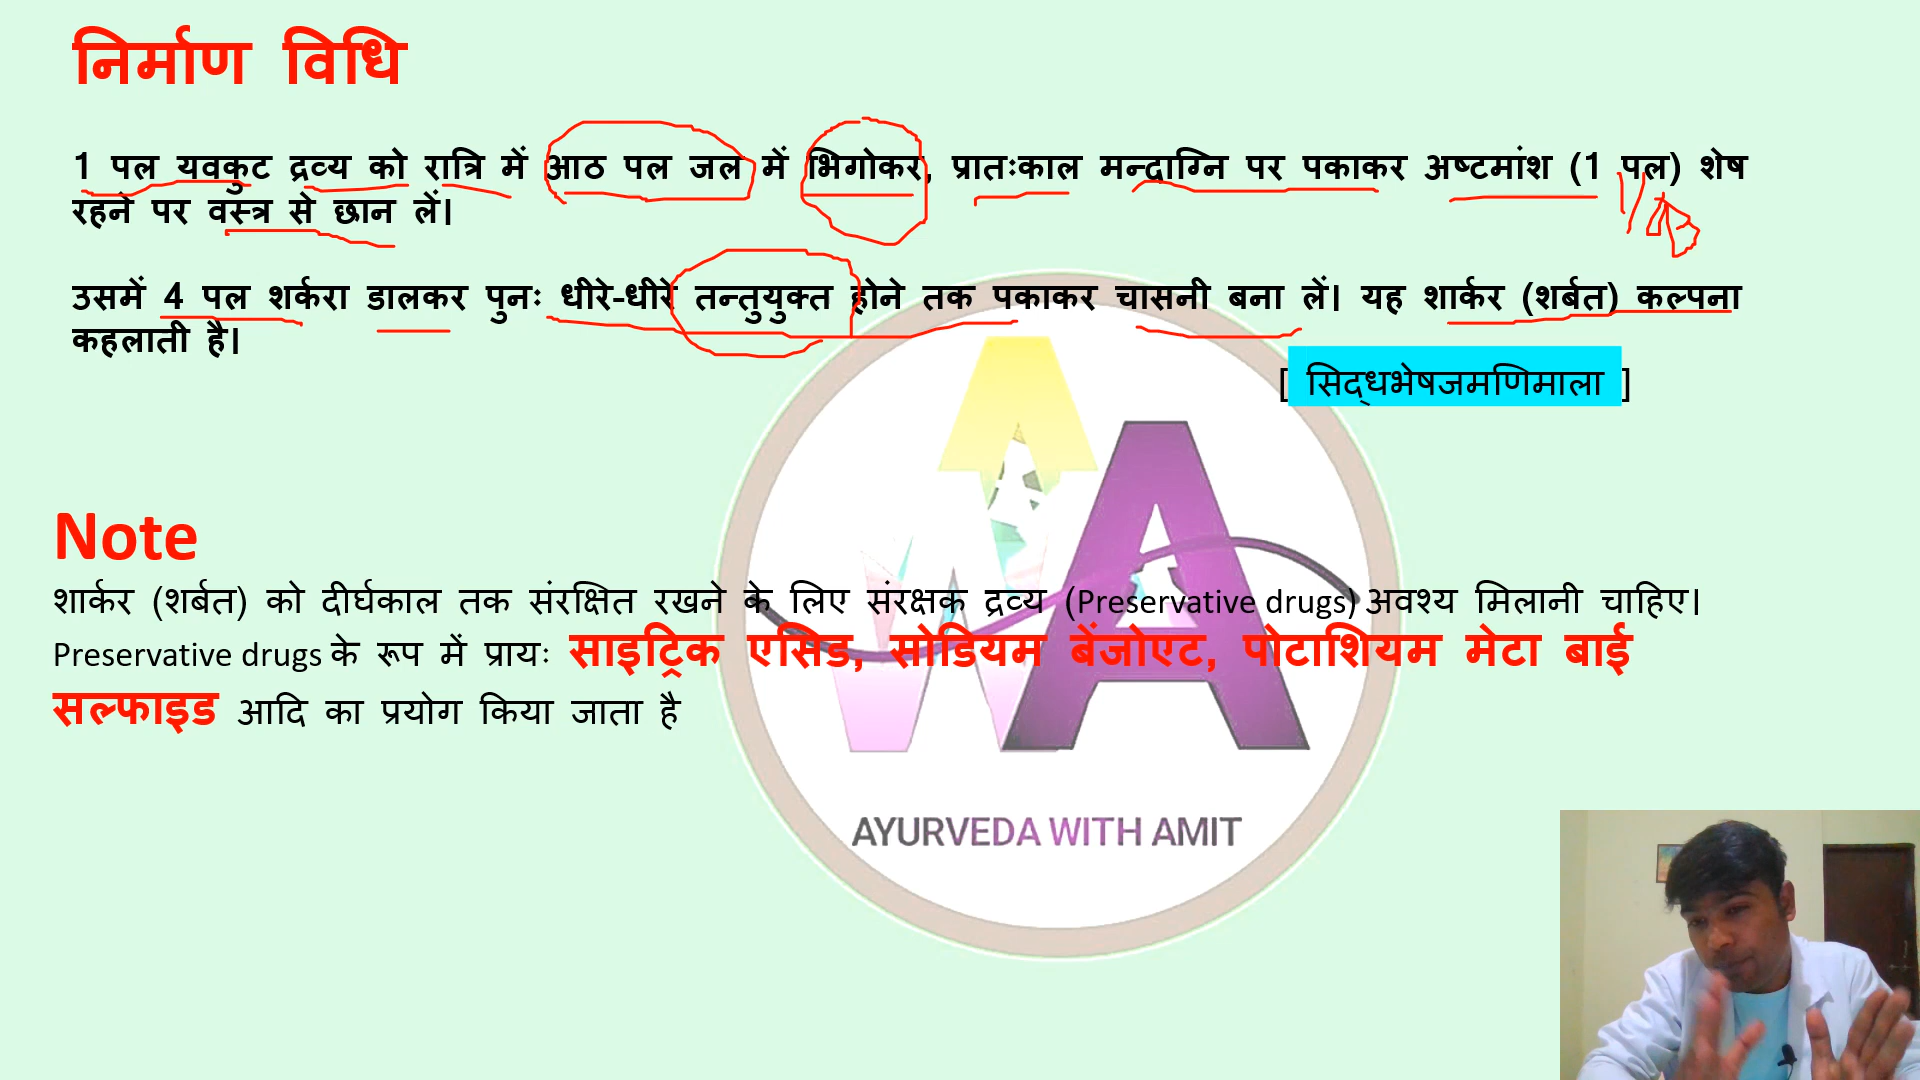 निर्माण विधि
1 पल यवकुट द्रव्य को रात्रि में आठ पल जल में भिगोकर, प्रातःकाल मन्दाग्नि पर पकाकर अष्टमांश (1 पल) शेष
रहने पर वस्त्र से छान लें।
1/8
उसमें 4 पल शर्करा डालकर पुनः धीरे-धीरे तन्तुयुक्त होने तक पकाकर चासनी बना लें। यह शार्कर (शर्बत) कल्पना
कहलाती है।
[ सिद्धभेषजमणिमाला ]
Note
शार्कर (शर्बत) को दीर्घकाल तक संरक्षित रखने के लिए संरक्षक द्रव्य (Preservative drugs) अवश्य मिलानी चाहिए।
Preservative drugs के रूप में प्रायः साइट्रिक एसिड, सोडियम बेंजोएट, पोटाशियम मेटा बाई
सल्फाइड आदि का प्रयोग किया जाता है
AYURVEDA WITH AMIT